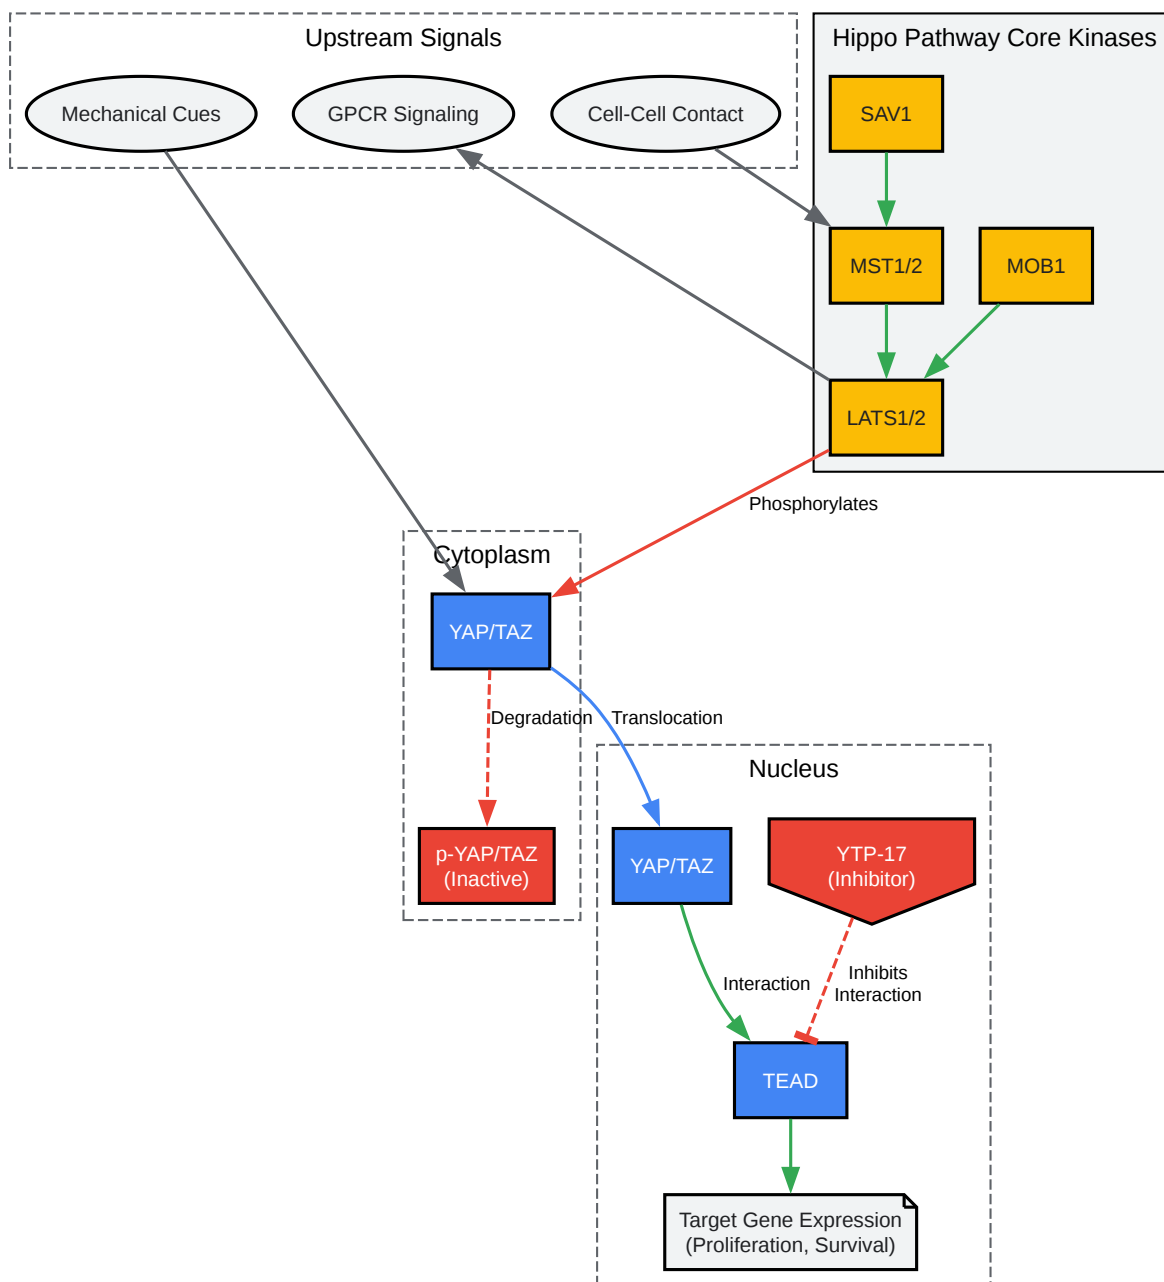 Upstream Signals
Hippo Pathway Core Kinases
Mechanical Cues
GPCR Signaling
Cell-Cell Contact
SAV1
MST1/2
MOB1
LATS1/2
Phosphorylates
Cytoplasm
YAP/TAZ
Degradation
Translocation
Nucleus
p-YAP/TAZ
(Inactive)
YAP/TAZ
YTP-17
(Inhibitor)
Interaction
Inhibits
Interaction
TEAD
Target Gene Expression
(Proliferation, Survival)